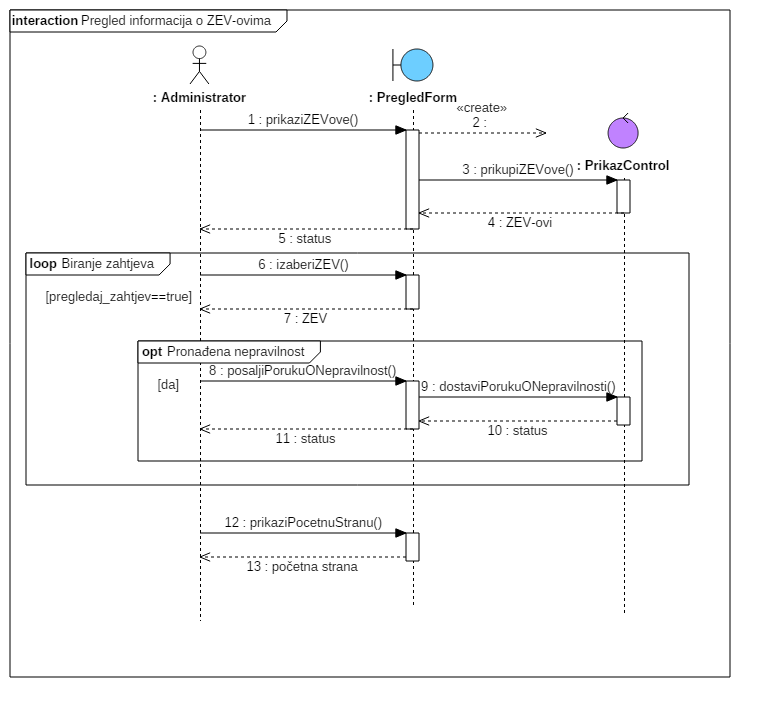 interaction Pregled informacija o ZEV-ovima
: Administrator
: PregledForm
«create»
1 : prikaziZEVove()
2 :
3 : prikupiZEVove()
: PrikazControl
4 : ZEV-ovi
5 : status
loop Biranje zahtjeva
6 : izaberiZEV()
[pregledaj_zahtjev==true]
7 : ZEV
opt Pronađena nepravilnost
8 : posaljiPorukuONepravilnost()
[da]
9 : dostaviPorukuONepravilnosti()
10 : status
11 : status
12 : prikaziPocetnuStranu()
13 : početna strana